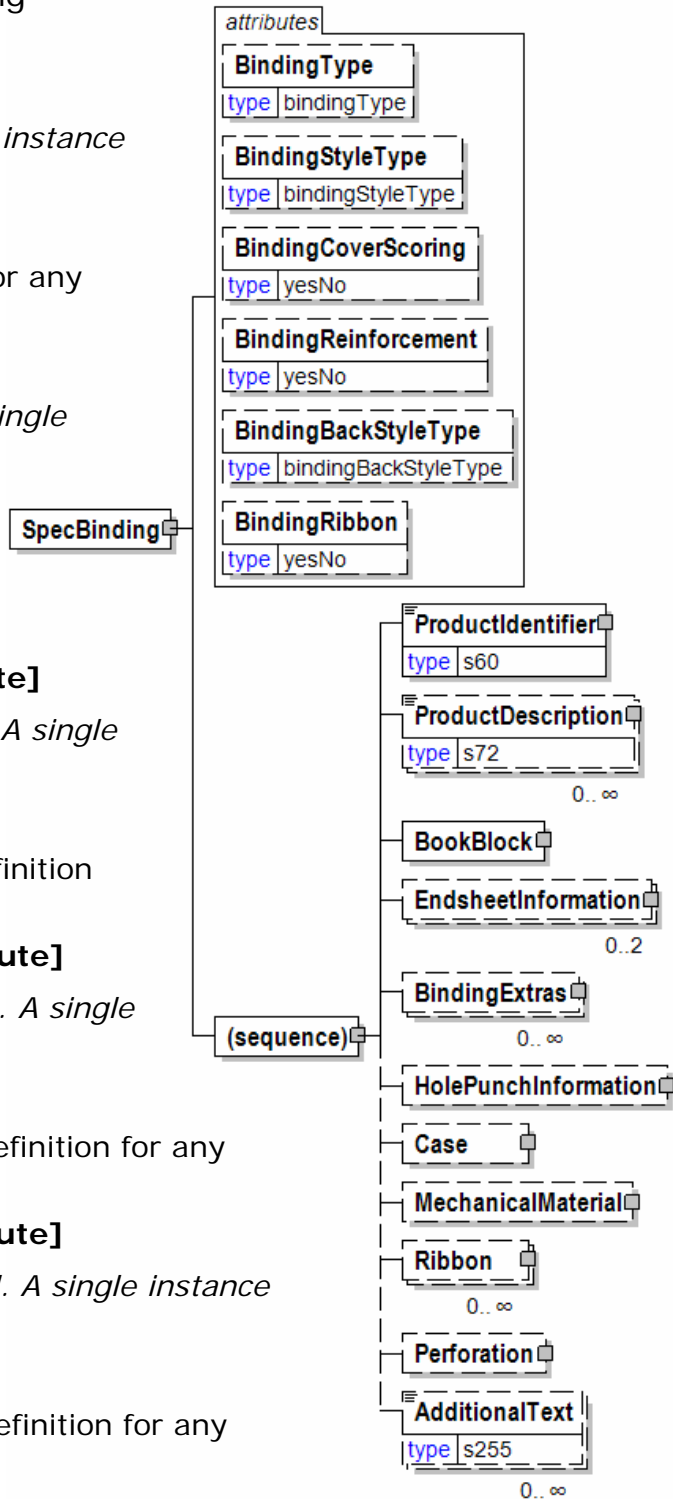 ng
instance
or any
ingle
te]
A single
finition
ute]
. A single
efinition for any
ute]
l. A single instance
efinition for any
SpecBinding
attributes
BindingType
type bindingType
BindingStyleType
type bindingStyleType
BindingCoverScoring
type yesNo
BindingReinforcement
type yesNo
BindingBackStyleType
type bindingBackStyleType
BindingRibbon
type yesNo
(sequence)
ProductIdentifier
type s60
ProductDescription
type s72
0.. ∞
BookBlock
EndsheetInformation
0..2
BindingExtras
0.. ∞
HolePunchInformation
Case
MechanicalMaterial
Ribbon
0.. ∞
Perforation
AdditionalText
type s255
0.. ∞